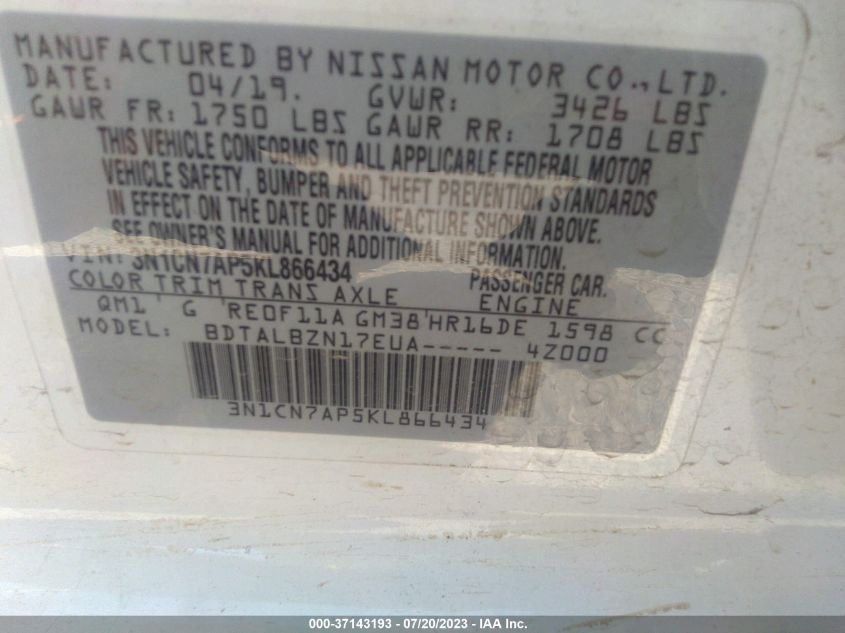 MANUFACTURED BY NISSAN MOTOR CO., LTD.
DATE: 04/19. GVWR: 3426 LBS
GAWR FR: 1750 LBS GAWR RR: 1708 LBS
THIS VEHICLE CONFORMS TO ALL APPLICABLE FEDERAL MOTOR
VEHICLE SAFETY, BUMPER AND THEFT PREVENTION STANDARDS
IN EFFECT ON THE DATE OF MANUFACTURE SHOWN ABOVE.
SEE OWNER'S MANUAL FOR ADDITIONAL INFORMATION.
VIN: 3N1CN7AP5KL866434 PASSENGER CAR.
COLOR TRIM TRANS AXLE ENGINE
QM1 ' G 'RE0F11A GM38'HR16DE 1598 CC
MODEL: BDTALBZN17EUA----- 4Z000
3N1CN7AP5KL866434
000-37143193 - 07/20/2023 - IAA Inc.